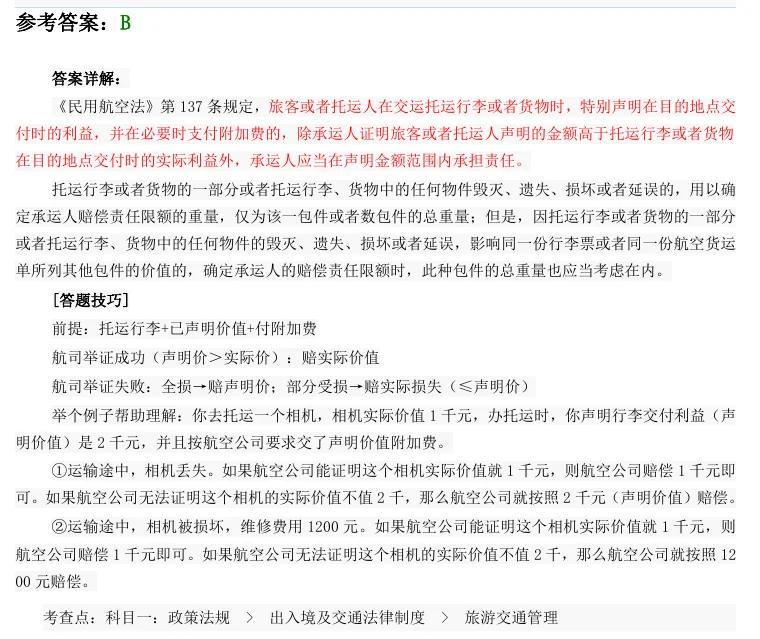 参考答案：B
答案详解：
《民用航空法》第 137 条规定，旅客或者托运人在交运托运行李或者货物时，特别声明在目的地点交
付时的利益，并在必要时支付附加费的，除承运人证明旅客或者托运人声明的金额高于托运行李或者货物
在目的地点交付时的实际利益外，承运人应当在声明金额范围内承担责任。
托运行李或者货物的一部分或者托运行李、货物中的任何物件毁灭、遗失、损坏或者延误的，用以确
定承运人赔偿责任限额的重量，仅为该一包件或者数包件的总重量；但是，因托运行李或者货物的一部分
或者托运行李、货物中的任何物件的毁灭、遗失、损坏或者延误，影响同一份行李票或者同一份航空货运
单所列其他包件的价值的，确定承运人的赔偿责任限额时，此种包件的总重量也应当考虑在内。
[答题技巧]
前提：托运行李+已声明价值+付附加费
航司举证成功（声明价＞实际价）：赔实际价值
航司举证失败：全损→赔声明价；部分受损→赔实际损失（≤声明价）
举个例子帮助理解：你去托运一个相机，相机实际价值 1 千元，办托运时，你声明行李交付利益（声
明价值）是 2 千元，并且按航空公司要求交了声明价值附加费。
①运输途中，相机丢失。如果航空公司能证明这个相机实际价值就 1 千元，则航空公司赔偿 1 千元即
可。如果航空公司无法证明这个相机的实际价值不值 2 千，那么航空公司就按照 2 千元（声明价值）赔偿。
②运输途中，相机被损坏，维修费用 1200 元。如果航空公司能证明这个相机实际价值就 1 千元，则
航空公司赔偿 1 千元即可。如果航空公司无法证明这个相机的实际价值不值 2 千，那么航空公司就按照 12
00 元赔偿。
考查点：科目一：政策法规 > 出入境及交通法律制度 > 旅游交通管理